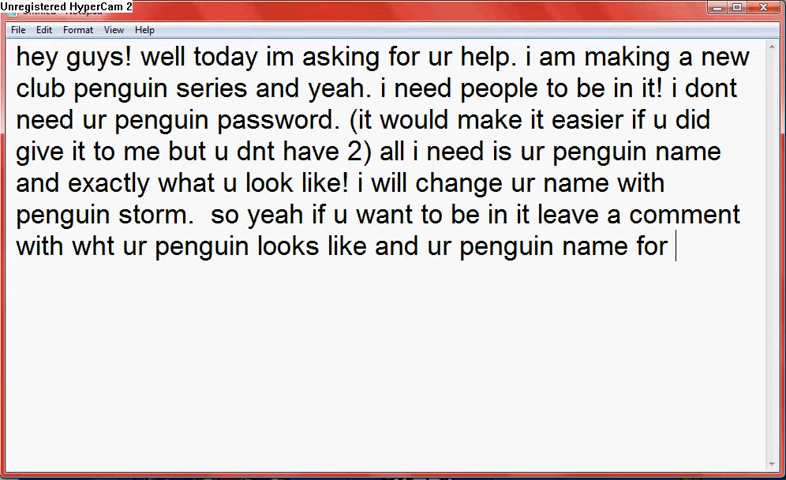 Unregistered HyperCam 2
File Edit Format View Help
hey guys! well today im asking for ur help. i am making a new
club penguin series and yeah. i need people to be in it! i dont
need ur penguin password. (it would make it easier if u did
give it to me but u dnt have 2) all i need is ur penguin name
and exactly what u look like! i will change ur name with
penguin storm.  so yeah if u want to be in it leave a comment
with wht ur penguin looks like and ur penguin name for